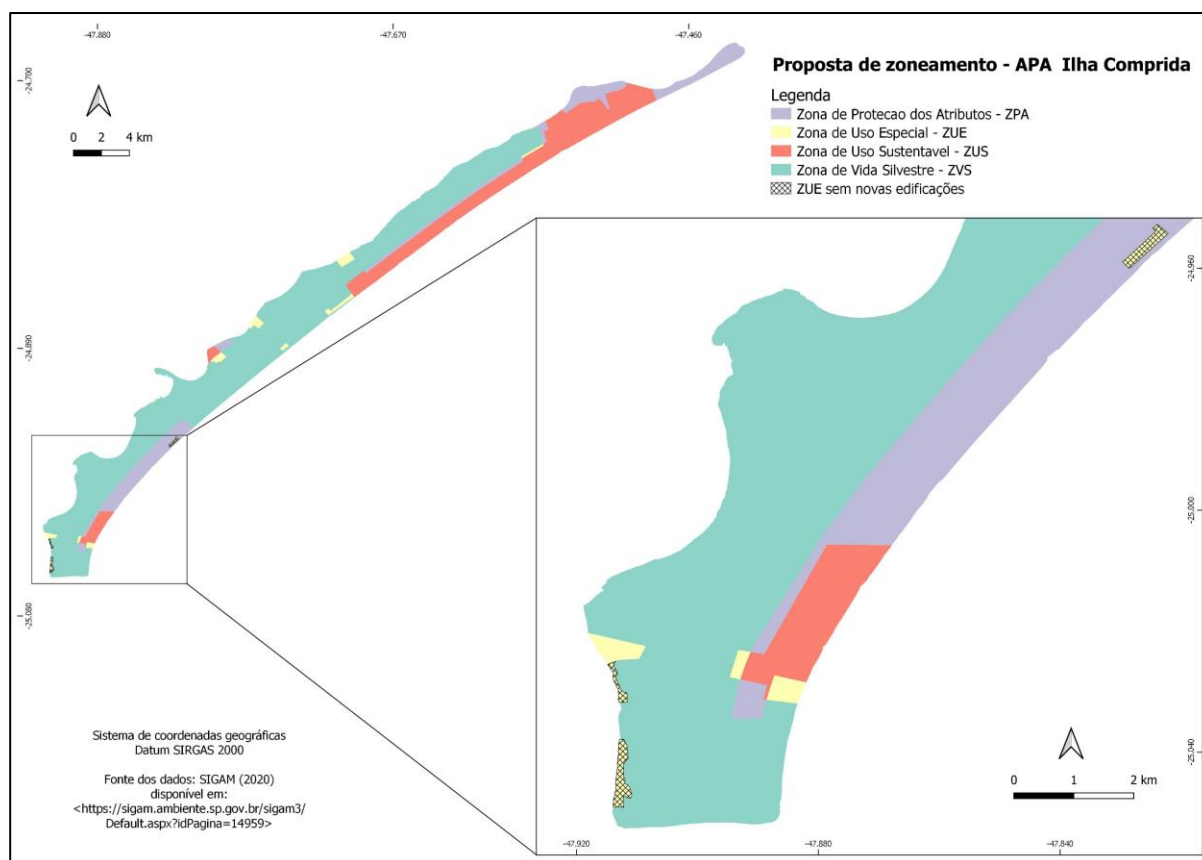 -47.880
-47.670
-47.460
-24.700
-24.890
-25.080
0 2 4 km
Proposta de zoneamento - APA Ilha Comprida
Legenda
Zona de Protecao dos Atributos - ZPA
Zona de Uso Especial - ZUE
Zona de Uso Sustentavel - ZUS
Zona de Vida Silvestre - ZVS
ZUE sem novas edificações
-24.960
-25.000
-25.040
0 1 2 km
-47.920
-47.880
-47.840
Sistema de coordenadas geográficas
Datum SIRGAS 2000
Fonte dos dados: SIGAM (2020)
disponível em:
<https://sigam.ambiente.sp.gov.br/sigam3/
Default.aspx?idPagina=14959>